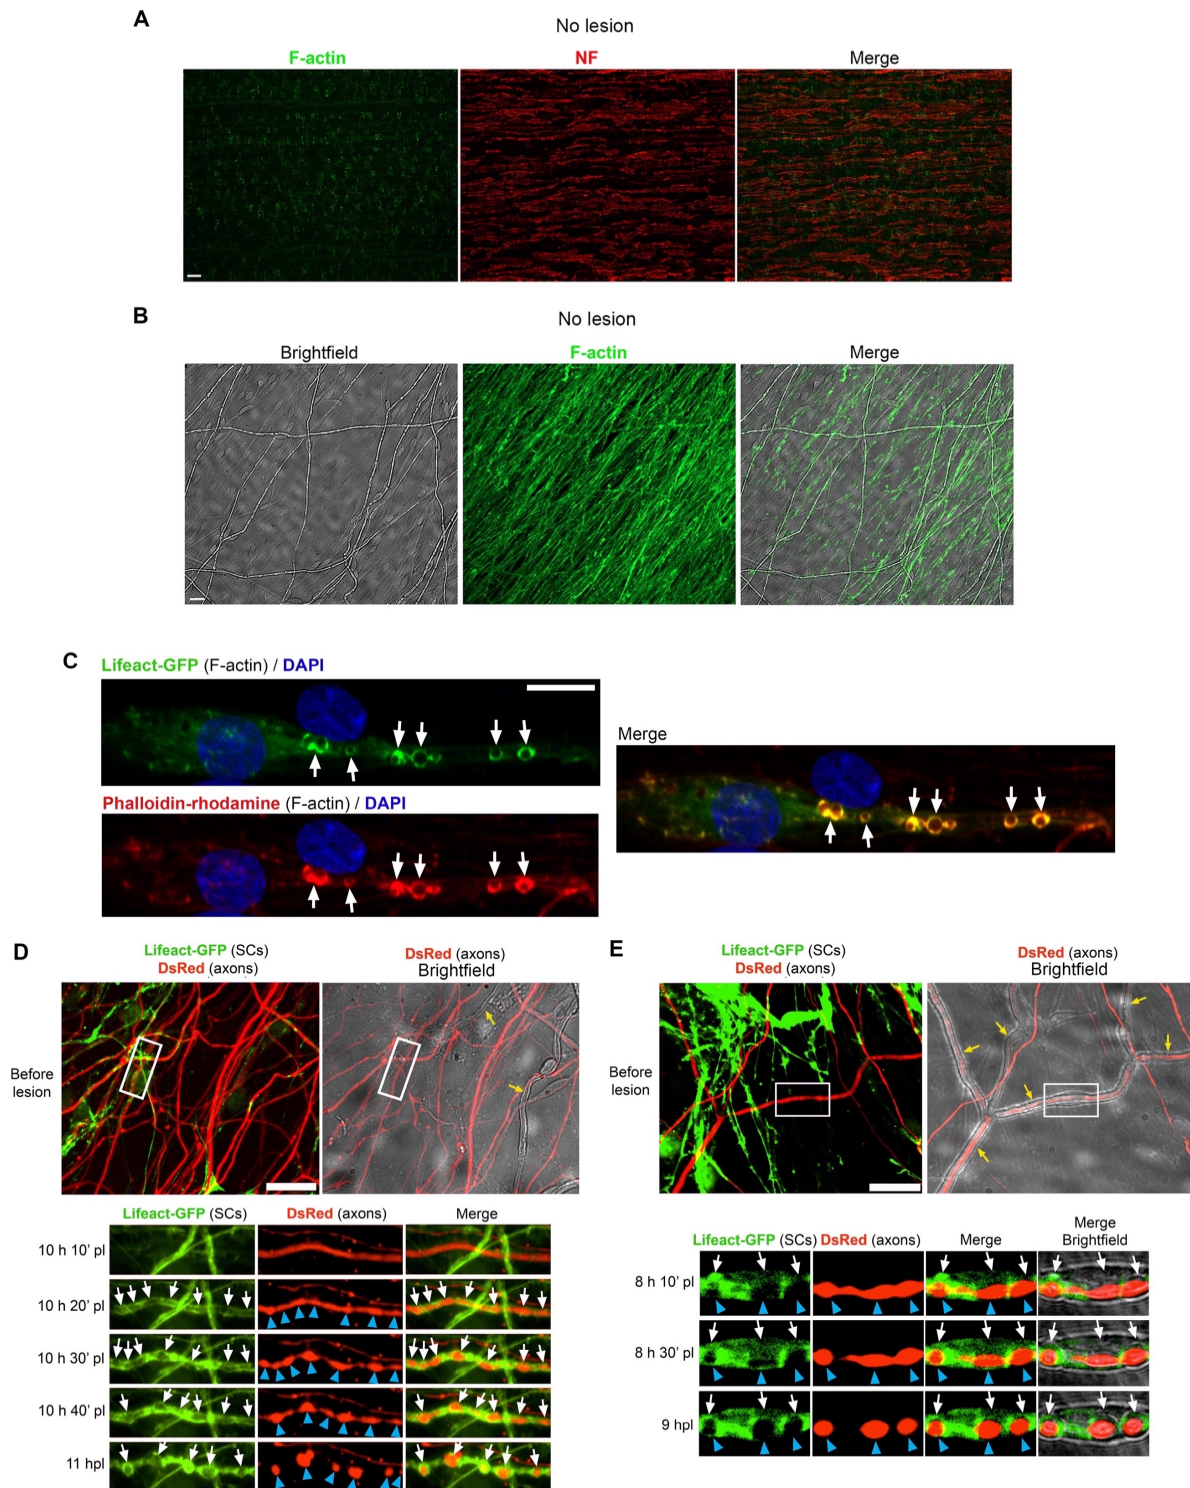 A
No lesion
F-actin NF Merge
B
No lesion
Brightfield F-actin Merge
C
Lifeact-GFP (F-actin) / DAPI
Merge
Phalloidin-rhodamine (F-actin) / DAPI
D
Lifeact-GFP (SCs)
DsRed (axons)
DsRed (axons)
Brightfield
Before
lesion
Lifeact-GFP (SCs) DsRed (axons) Merge
10 h 10' pl
10 h 20' pl
10 h 30' pl
10 h 40' pl
11 hpl
E
Lifeact-GFP (SCs)
DsRed (axons)
DsRed (axons)
Brightfield
Before
lesion
Lifeact-GFP (SCs) DsRed (axons) Merge
Merge
Brightfield
8 h 10' pl
8 h 30' pl
9 hpl